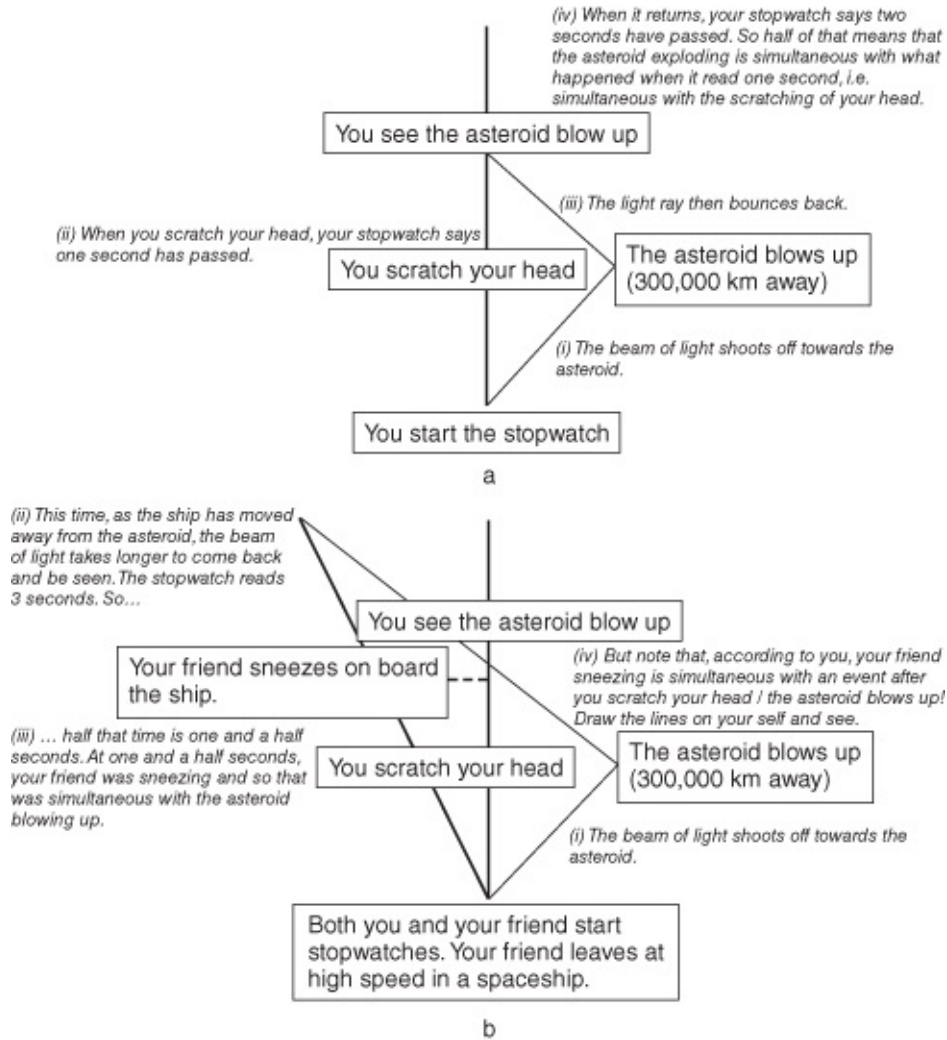 (iv) When it returns, your stopwatch says two
seconds have passed. So half of that means that
the asteroid exploding is simultaneous with what
happened when it read one second, i.e.
simultaneous with the scratching of your head.
You see the asteroid blow up
(iii) The light ray then bounces back.
(ii) When you scratch your head, your stopwatch says
one second has passed.
You scratch your head
The asteroid blows up
(300,000 km away)
(i) The beam of light shoots off towards the
asteroid.
You start the stopwatch
a
(ii) This time, as the ship has moved
away from the asteroid, the beam
of light takes longer to come back
and be seen. The stopwatch reads
3 seconds. So...
You see the asteroid blow up
Your friend sneezes on board
the ship.
(iv) But note that, according to you, your friend
sneezing is simultaneous with an event after
you scratch your head / the asteroid blows up!
Draw the lines on your self and see.
(iii) ... half that time is one and a half
seconds. At one and a half seconds,
your friend was sneezing and so that
was simultaneous with the asteroid
blowing up.
You scratch your head
The asteroid blows up
(300,000 km away)
(i) The beam of light shoots off towards the
asteroid.
Both you and your friend start
stopwatches. Your friend leaves at
high speed in a spaceship.
b